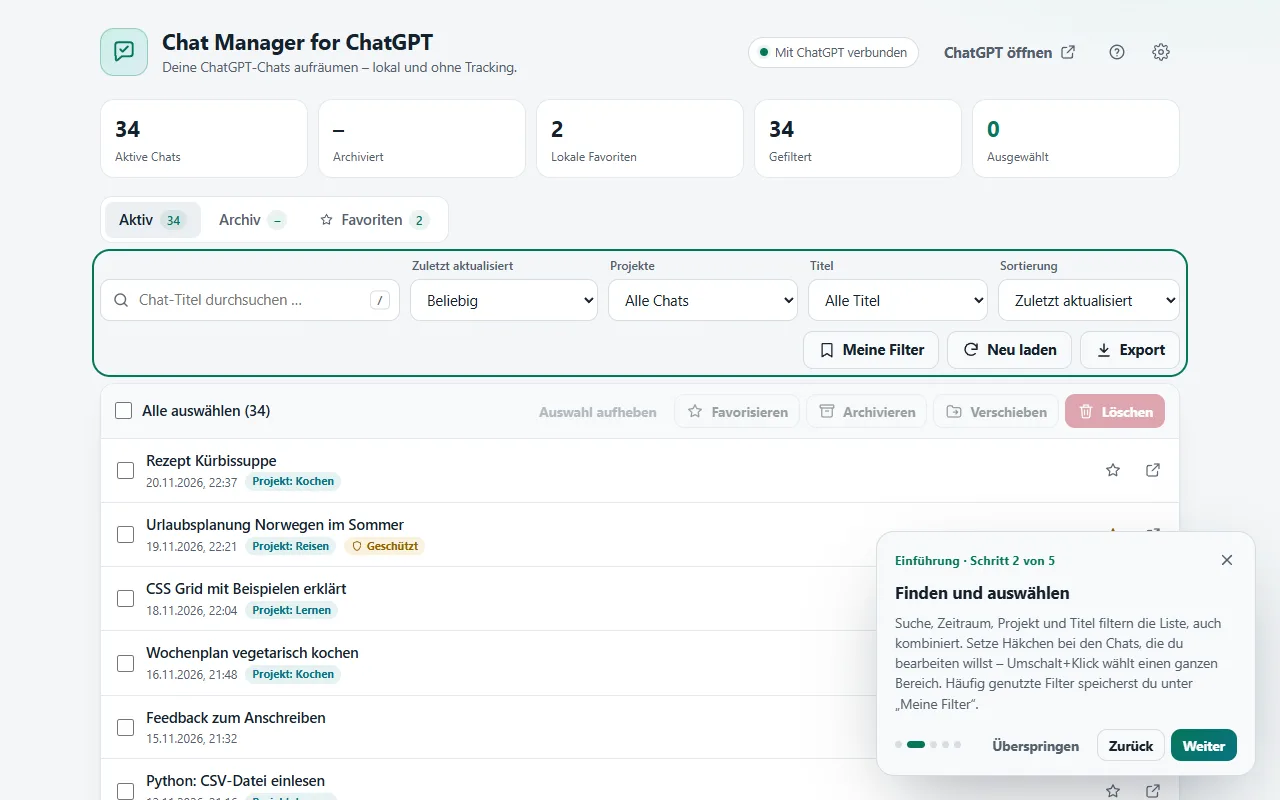 Chat Manager for ChatGPT
Deine ChatGPT-Chats aufräumen – lokal und ohne Tracking.
Mit ChatGPT verbunden
ChatGPT öffnen
34
Aktive Chats
–
Archiviert
2
Lokale Favoriten
34
Gefiltert
0
Ausgewählt
Aktiv 34
Archiv –
Favoriten 2
Zuletzt aktualisiert
Projekte
Titel
Sortierung
Chat-Titel durchsuchen ... /
Beliebig
Alle Chats
Alle Titel
Zuletzt aktualisiert
Meine Filter
Neu laden
Export
Alle auswählen (34)
Auswahl aufheben
Favorisieren
Archivieren
Verschieben
Löschen
Rezept Kürbissuppe
20.11.2026, 22:37 Projekt: Kochen
Urlaubsplanung Norwegen im Sommer
19.11.2026, 22:21 Projekt: Reisen Geschützt
CSS Grid mit Beispielen erklärt
18.11.2026, 22:04 Projekt: Lernen
Wochenplan vegetarisch kochen
16.11.2026, 21:48 Projekt: Kochen
Feedback zum Anschreiben
15.11.2026, 21:32
Python: CSV-Datei einlesen
Einführung · Schritt 2 von 5
Finden und auswählen
Suche, Zeitraum, Projekt und Titel filtern die Liste, auch
kombiniert. Setze Häkchen bei den Chats, die du
bearbeiten willst – Umschalt+Klick wählt einen ganzen
Bereich. Häufig genutzte Filter speicherst du unter
„Meine Filter“.
Überspringen
Zurück
Weiter